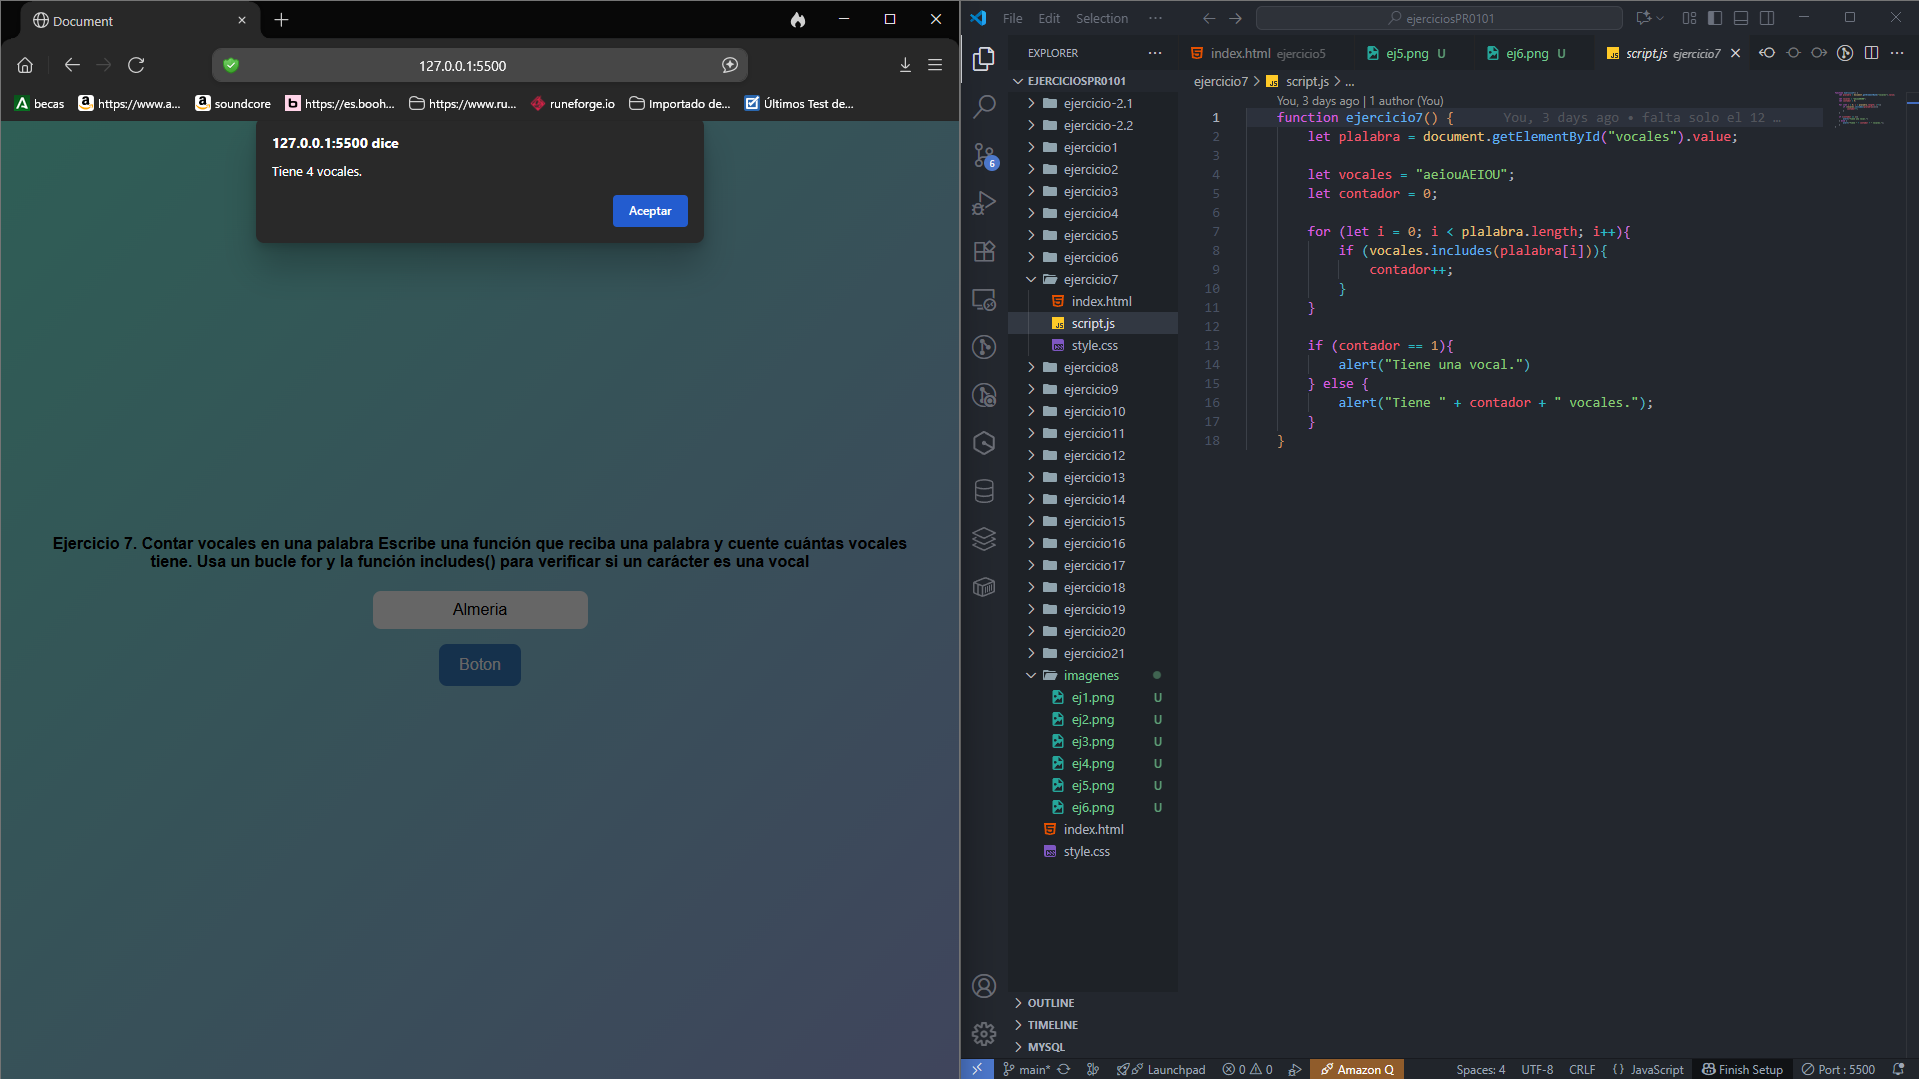 Document
127.0.0.1:5500
becas
https://www.a...
soundcore
https://es.booh...
https://www.ru...
runeforge.io
Importado de...
Últimos Test de...
127.0.0.1:5500 dice
Tiene 4 vocales.
Aceptar
Ejercicio 7. Contar vocales en una palabra Escribe una función que reciba una palabra y cuente cuántas vocales
tiene. Usa un bucle for y la función includes() para verificar si un carácter es una vocal
Almeria
Boton
File Edit Selection ...
ejerciciosPR0101
6
EXPLORER
EJERCICIOSPR0101
ejercicio-2.1
ejercicio-2.2
ejercicio1
ejercicio2
ejercicio3
ejercicio4
ejercicio5
ejercicio6
ejercicio7
index.html
script.js
style.css
ejercicio8
ejercicio9
ejercicio10
ejercicio11
ejercicio12
ejercicio13
ejercicio14
ejercicio15
ejercicio16
ejercicio17
ejercicio18
ejercicio19
ejercicio20
ejercicio21
imagenes
ej1.png U
ej2.png U
ej3.png U
ej4.png U
ej5.png U
ej6.png U
index.html
style.css
OUTLINE
TIMELINE
MYSQL
index.html ejercicio5
ej5.png U
ej6.png U
script.js ejercicio7
ejercicio7 > script.js > ...
You, 3 days ago | 1 author (You)
1 function ejercicio7() { You, 3 days ago • falta solo el 12 ...
2 let plalabra = document.getElementById("vocales").value;
3
4 let vocales = "aeiouAEIOU";
5 let contador = 0;
6
7 for (let i = 0; i < plalabra.length; i++){
8 if (vocales.includes(plalabra[i])){
9 contador++;
10 }
11 }
12
13 if (contador == 1){
14 alert("Tiene una vocal.")
15 } else {
16 alert("Tiene " + contador + " vocales.");
17 }
18 }
main* Launchpad 0 0 Amazon Q Spaces: 4 UTF-8 CRLF {} JavaScript Finish Setup Port : 5500